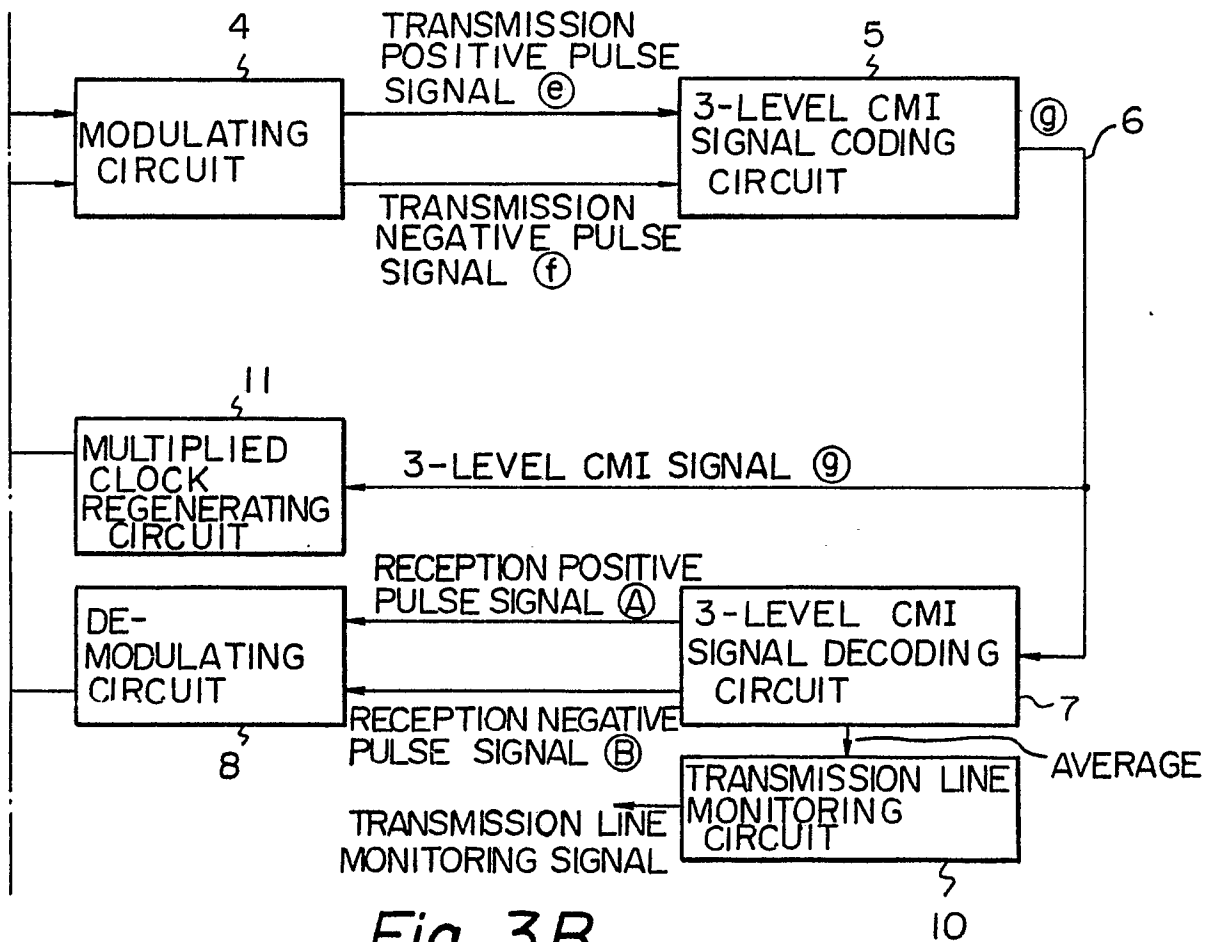 4
TRANSMISSION
POSITIVE PULSE
SIGNAL ⓔ
5
MODULATING
CIRCUIT
3-LEVEL CMI
SIGNAL CODING
CIRCUIT
ⓖ
6
TRANSMISSION
NEGATIVE PULSE
SIGNAL ⓕ
11
MULTIPLIED
CLOCK
REGENERATING
CIRCUIT
3-LEVEL CMI SIGNAL ⓖ
RECEPTION POSITIVE
PULSE SIGNAL Ⓐ
DE-
MODULATING
CIRCUIT
3-LEVEL CMI
SIGNAL DECODING
CIRCUIT
7
RECEPTION NEGATIVE
PULSE SIGNAL Ⓑ
8
AVERAGE
TRANSMISSION LINE
MONITORING
CIRCUIT
TRANSMISSION LINE
MONITORING SIGNAL
10
Fig. 3B